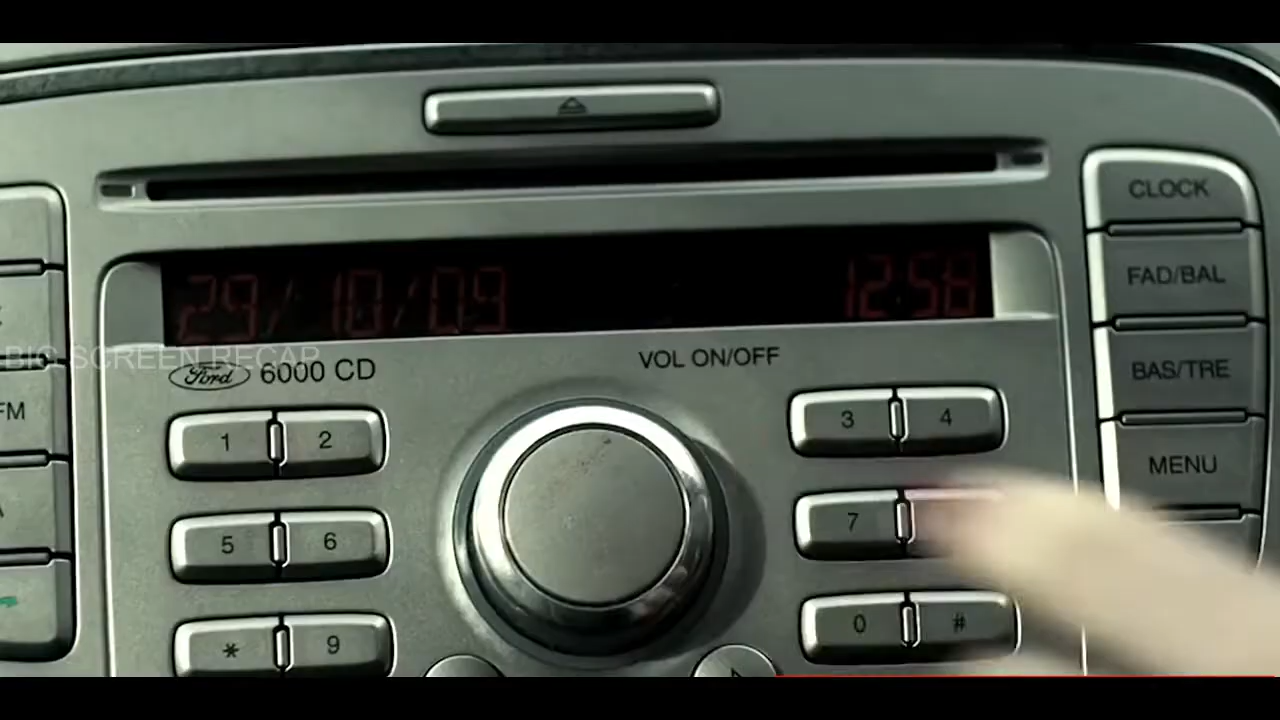 CLOCK
FAD/BAL
29/10/09 12:58
BIG SCREEN RECAP
Ford 6000 CD
VOL ON/OFF
BAS/TRE
FM
1 2
3 4
MENU
5 6
7
* 9
0 #